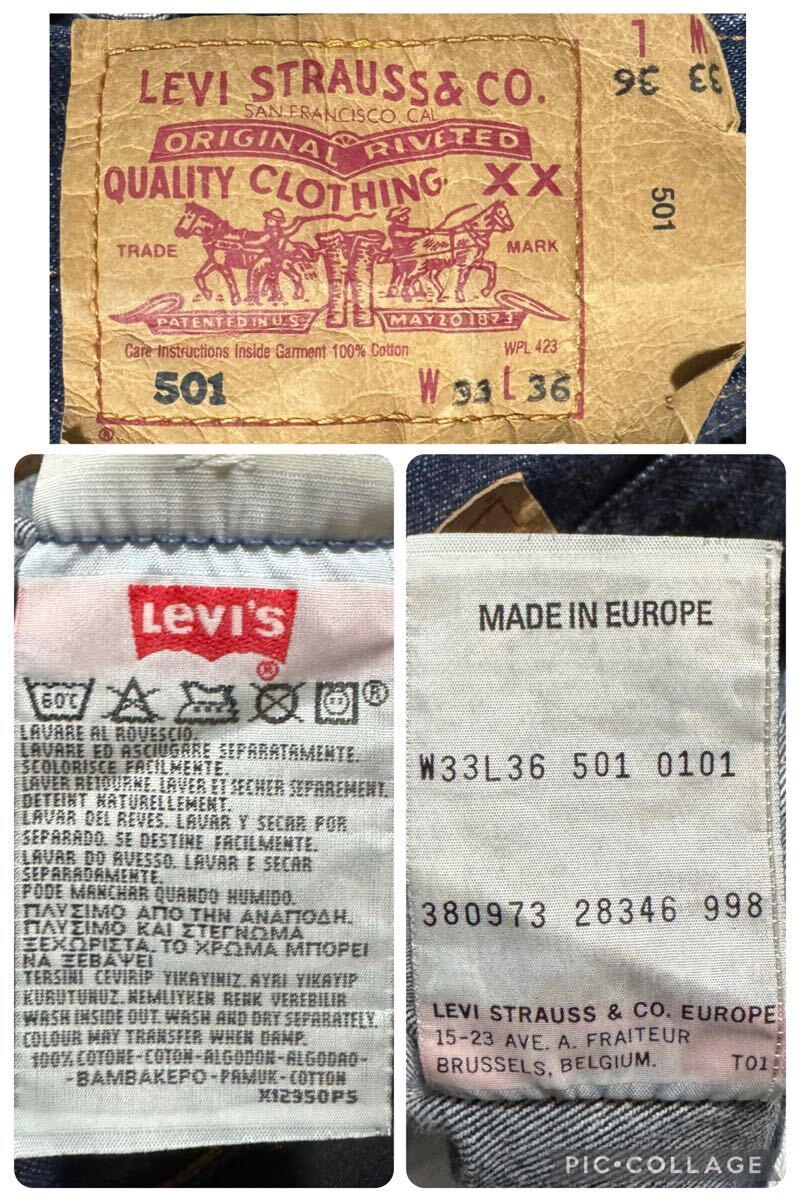 LEVI STRAUSS & CO.
SAN FRANCISCO, CAL
ORIGINAL RIVETED
QUALITY CLOTHING XX
TRADE MARK
PATENTED IN U.S. MAY 20 1873
Care Instructions Inside Garment 100% Cotton WPL 423
501 W 33 L 36
®
L W
36 33
501
Levi's
®
60°C ®
LAVARE AL ROVESCIO.
LAVARE ED ASCIUGARE SEPARATAMENTE.
SCOLORISCE FACILMENTE.
LAVER RETOURNE. LAVER ET SECHER SEPAREMENT.
DETEINT NATURELLEMENT.
LAVAR DEL REVES. LAVAR Y SECAR POR
SEPARADO. SE DESTINE FACILMENTE.
LAVAR DO AVESSO. LAVAR E SECAR
SEPARADAMENTE.
PODE MANCHAR QUANDO HUMIDO.
ΠΛΥΣΙΜΟ ΑΠΟ ΤΗΝ ΑΝΑΠΟΔΗ.
ΠΛΥΣΙΜΟ ΚΑΙ ΣΤΕΓΝΩΜΑ
ΞΕΧΩΡΙΣΤΑ. ΤΟ ΧΡΩΜΑ ΜΠΟΡΕΙ
ΝΑ ΞΕΒΑΨΕΙ
TERSINI CEVIRIP YIKAYINIZ. AYRI YIKAYIP
KURUTUNUZ. NEMLIYKEN RENK VEREBILIR
WASH INSIDE OUT. WASH AND DRY SEPARATELY.
COLOUR MAY TRANSFER WHEN DAMP.
100% COTONE-COTON-ALGODON-ALGODAO-
-ΒΑΜΒΑΚΕΡΟ-PAMUK-COTTON
X12950PS
MADE IN EUROPE
W33L36 501 0101
380973 28346 998
LEVI STRAUSS & CO. EUROPE
15-23 AVE. A. FRAITEUR
BRUSSELS, BELGIUM. T01
PIC•COLLAGE